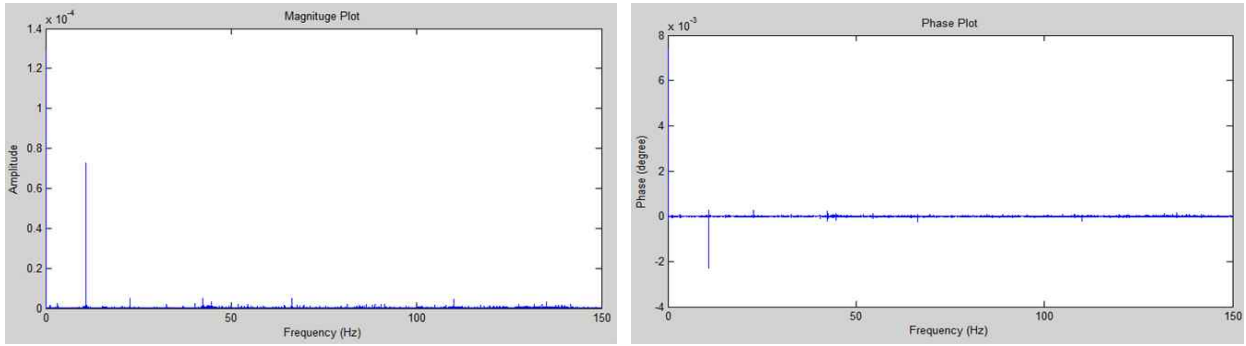 Magnituge Plot
x 10^-4
1.4
1.2
1
0.8
0.6
0.4
0.2
0
Amplitude
0
50
100
150
Frequency (Hz)
Phase Plot
x 10^-3
8
6
4
2
0
-2
-4
Phase (degree)
0
50
100
150
Frequency (Hz)